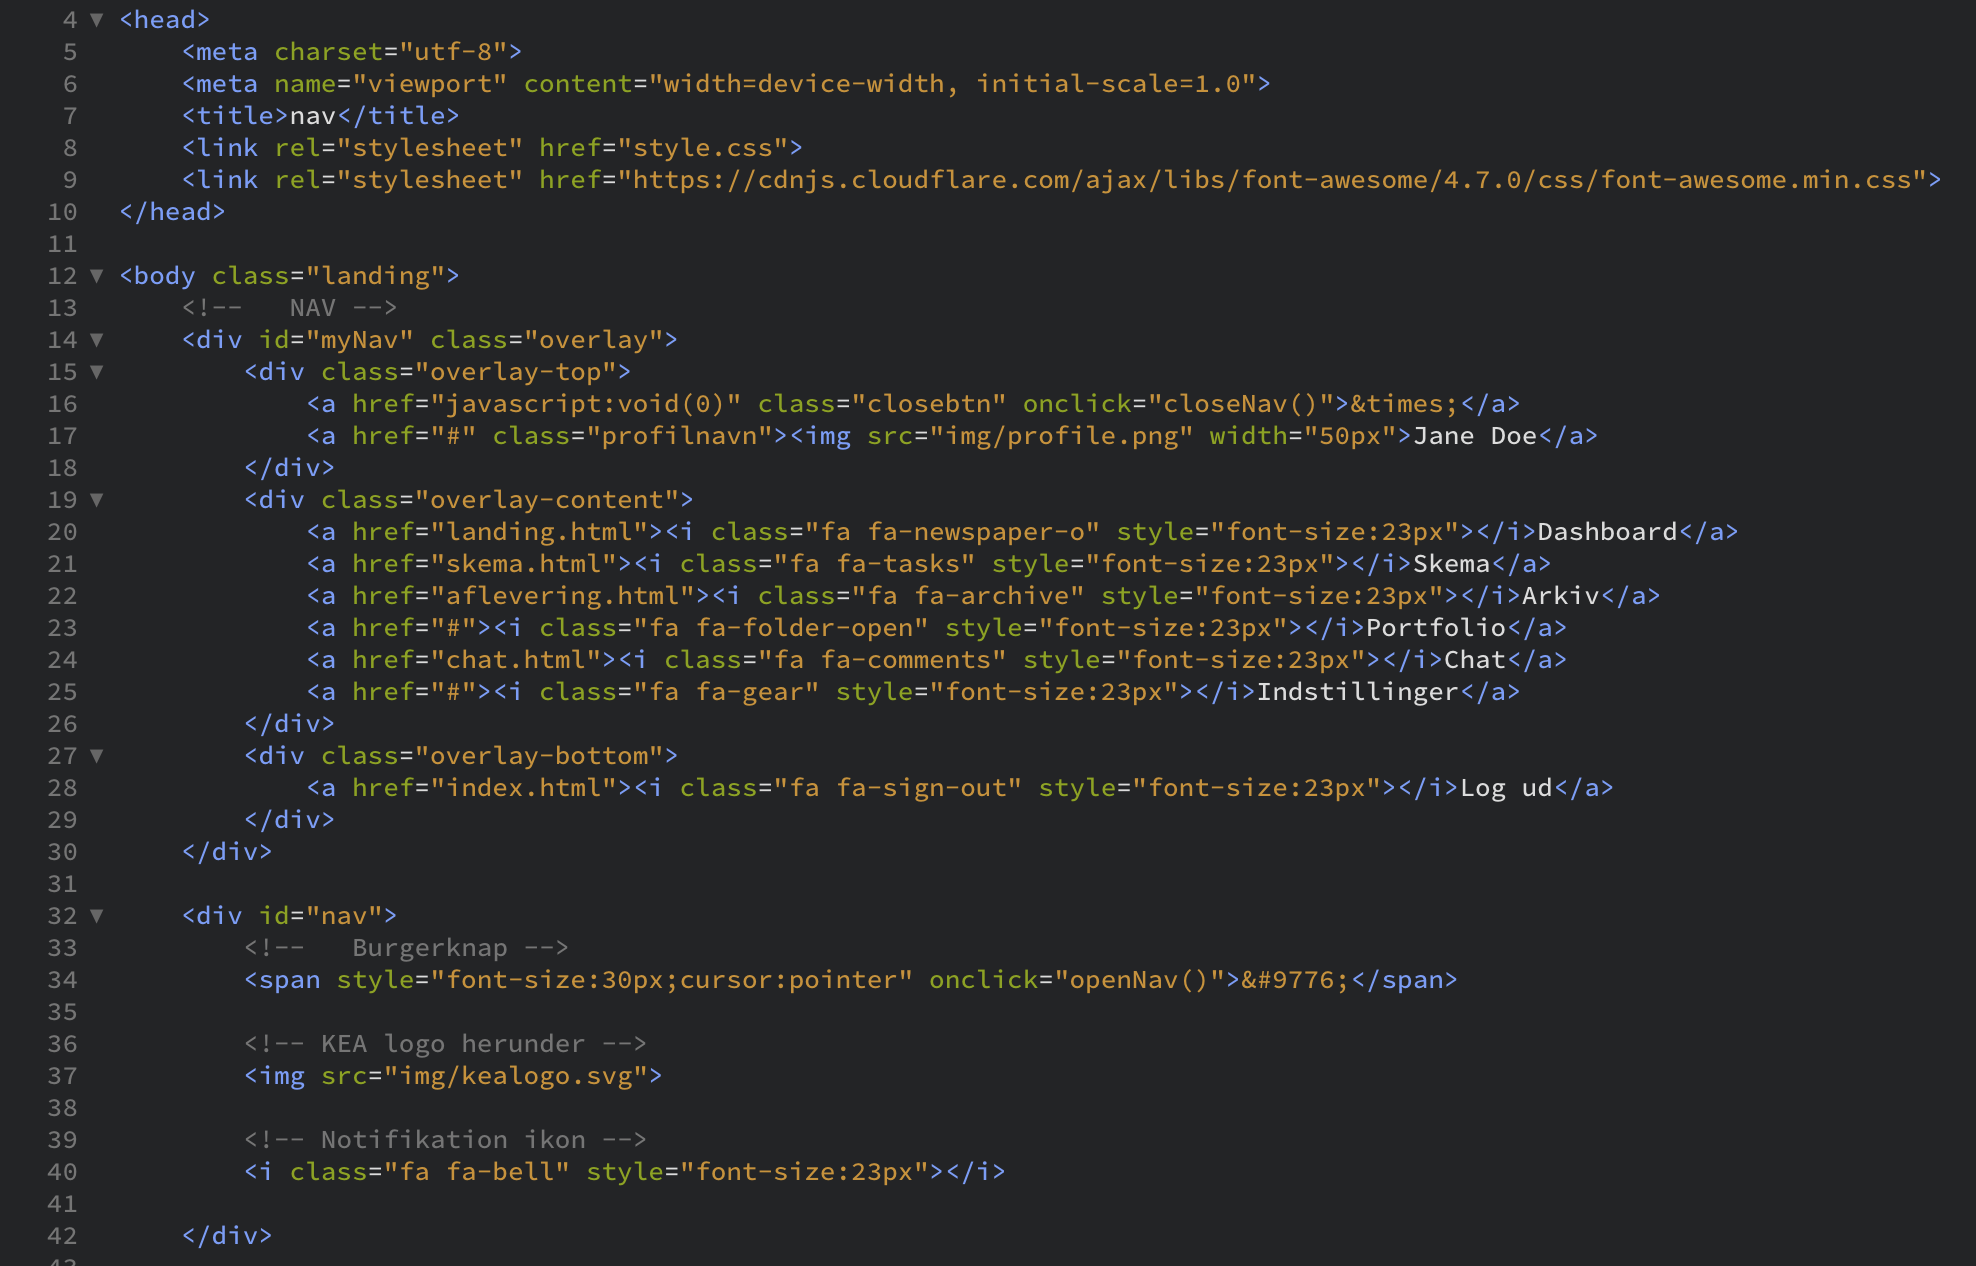 4 ▼ <head>
5 <meta charset="utf-8">
6 <meta name="viewport" content="width=device-width, initial-scale=1.0">
7 <title>nav</title>
8 <link rel="stylesheet" href="style.css">
9 <link rel="stylesheet" href="https://cdnjs.cloudflare.com/ajax/libs/font-awesome/4.7.0/css/font-awesome.min.css">
10 </head>
11
12 ▼ <body class="landing">
13 <!--   NAV -->
14 ▼ <div id="myNav" class="overlay">
15 ▼ <div class="overlay-top">
16 <a href="javascript:void(0)" class="closebtn" onclick="closeNav()">&times;</a>
17 <a href="#" class="profilnavn"><img src="img/profile.png" width="50px">Jane Doe</a>
18 </div>
19 ▼ <div class="overlay-content">
20 <a href="landing.html"><i class="fa fa-newspaper-o" style="font-size:23px"></i>Dashboard</a>
21 <a href="skema.html"><i class="fa fa-tasks" style="font-size:23px"></i>Skema</a>
22 <a href="aflevering.html"><i class="fa fa-archive" style="font-size:23px"></i>Arkiv</a>
23 <a href="#"><i class="fa fa-folder-open" style="font-size:23px"></i>Portfolio</a>
24 <a href="chat.html"><i class="fa fa-comments" style="font-size:23px"></i>Chat</a>
25 <a href="#"><i class="fa fa-gear" style="font-size:23px"></i>Indstillinger</a>
26 </div>
27 ▼ <div class="overlay-bottom">
28 <a href="index.html"><i class="fa fa-sign-out" style="font-size:23px"></i>Log ud</a>
29 </div>
30 </div>
31
32 ▼ <div id="nav">
33 <!--   Burgerknap -->
34 <span style="font-size:30px;cursor:pointer" onclick="openNav()">&#9776;</span>
35
36 <!-- KEA logo herunder -->
37 <img src="img/kealogo.svg">
38
39 <!-- Notifikation ikon -->
40 <i class="fa fa-bell" style="font-size:23px"></i>
41
42 </div>